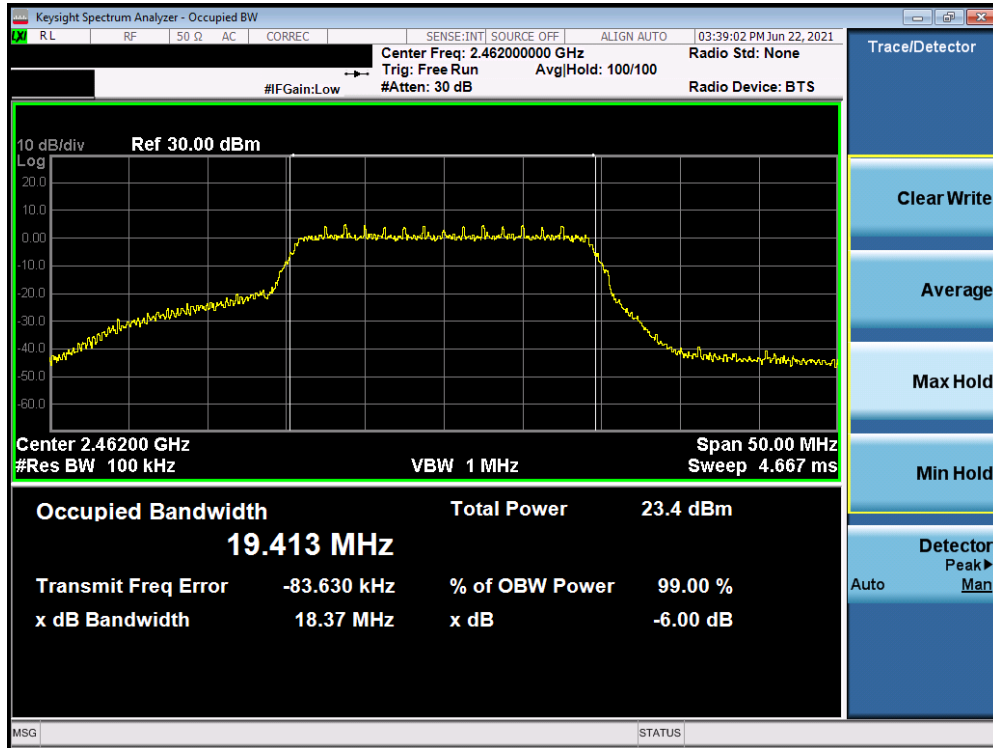 Keysight Spectrum Analyzer - Occupied BW
LXI RL RF 50 Ω AC CORREC SENSE:INT SOURCE OFF ALIGN AUTO 03:39:02 PM Jun 22, 2021
Center Freq: 2.462000000 GHz Radio Std: None
Trig: Free Run Avg|Hold: 100/100
#IFGain:Low #Atten: 30 dB Radio Device: BTS
10 dB/div Ref 30.00 dBm
Log
20.0
10.0
0.00
-10.0
-20.0
-30.0
-40.0
-50.0
-60.0
Center 2.46200 GHz Span 50.00 MHz
#Res BW 100 kHz VBW 1 MHz Sweep 4.667 ms
Occupied Bandwidth Total Power 23.4 dBm
19.413 MHz
Transmit Freq Error -83.630 kHz % of OBW Power 99.00 %
x dB Bandwidth 18.37 MHz x dB -6.00 dB
MSG STATUS
Trace/Detector
Clear Write
Average
Max Hold
Min Hold
Detector
Peak▶
Auto Man